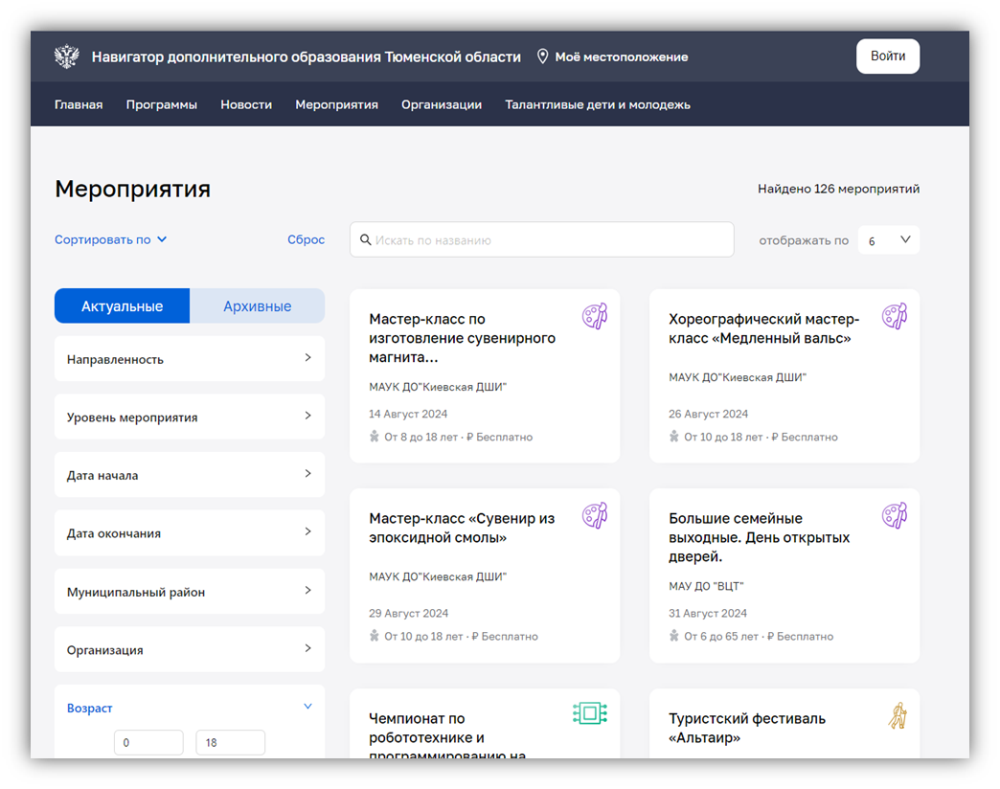 Навигатор дополнительного образования Тюменской области
Моё местоположение
Войти
Главная
Программы
Новости
Мероприятия
Организации
Талантливые дети и молодежь
Мероприятия
Найдено 126 мероприятий
Сортировать по
Сброс
Искать по названию
отображать по
6
Актуальные
Архивные
Направленность
Уровень мероприятия
Дата начала
Дата окончания
Муниципальный район
Организация
Возраст
0
18
Мастер-класс по
изготовление сувенирного
магнита...
МАУК ДО"Киевская ДШИ"
14 Август 2024
От 8 до 18 лет · ₽ Бесплатно
Хореографический мастер-
класс «Медленный вальс»
МАУК ДО"Киевская ДШИ"
26 Август 2024
От 10 до 18 лет · ₽ Бесплатно
Мастер-класс «Сувенир из
эпоксидной смолы»
МАУК ДО"Киевская ДШИ"
29 Август 2024
От 10 до 18 лет · ₽ Бесплатно
Большие семейные
выходные. День открытых
дверей.
МАУ ДО "ВЦТ"
31 Август 2024
От 6 до 65 лет · ₽ Бесплатно
Чемпионат по
робототехнике и
программированию на
Туристский фестиваль
«Альтаир»